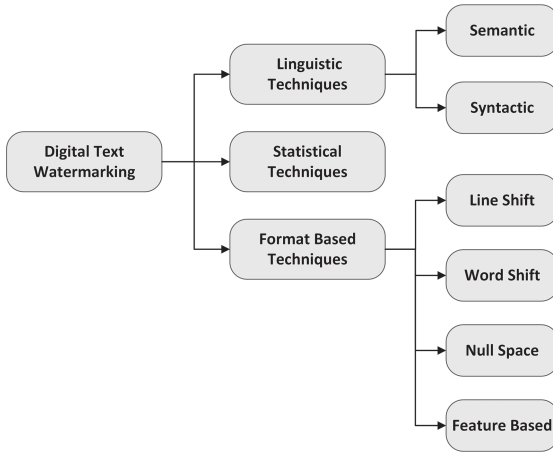 Digital Text
Watermarking
Linguistic
Techniques
Semantic
Syntactic
Statistical
Techniques
Format Based
Techniques
Line Shift
Word Shift
Null Space
Feature Based